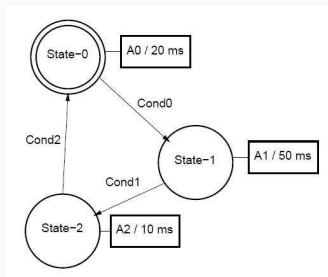 State-0
A0 / 20 ms
Cond0
Cond2
State-1
A1 / 50 ms
Cond1
State-2
A2 / 10 ms